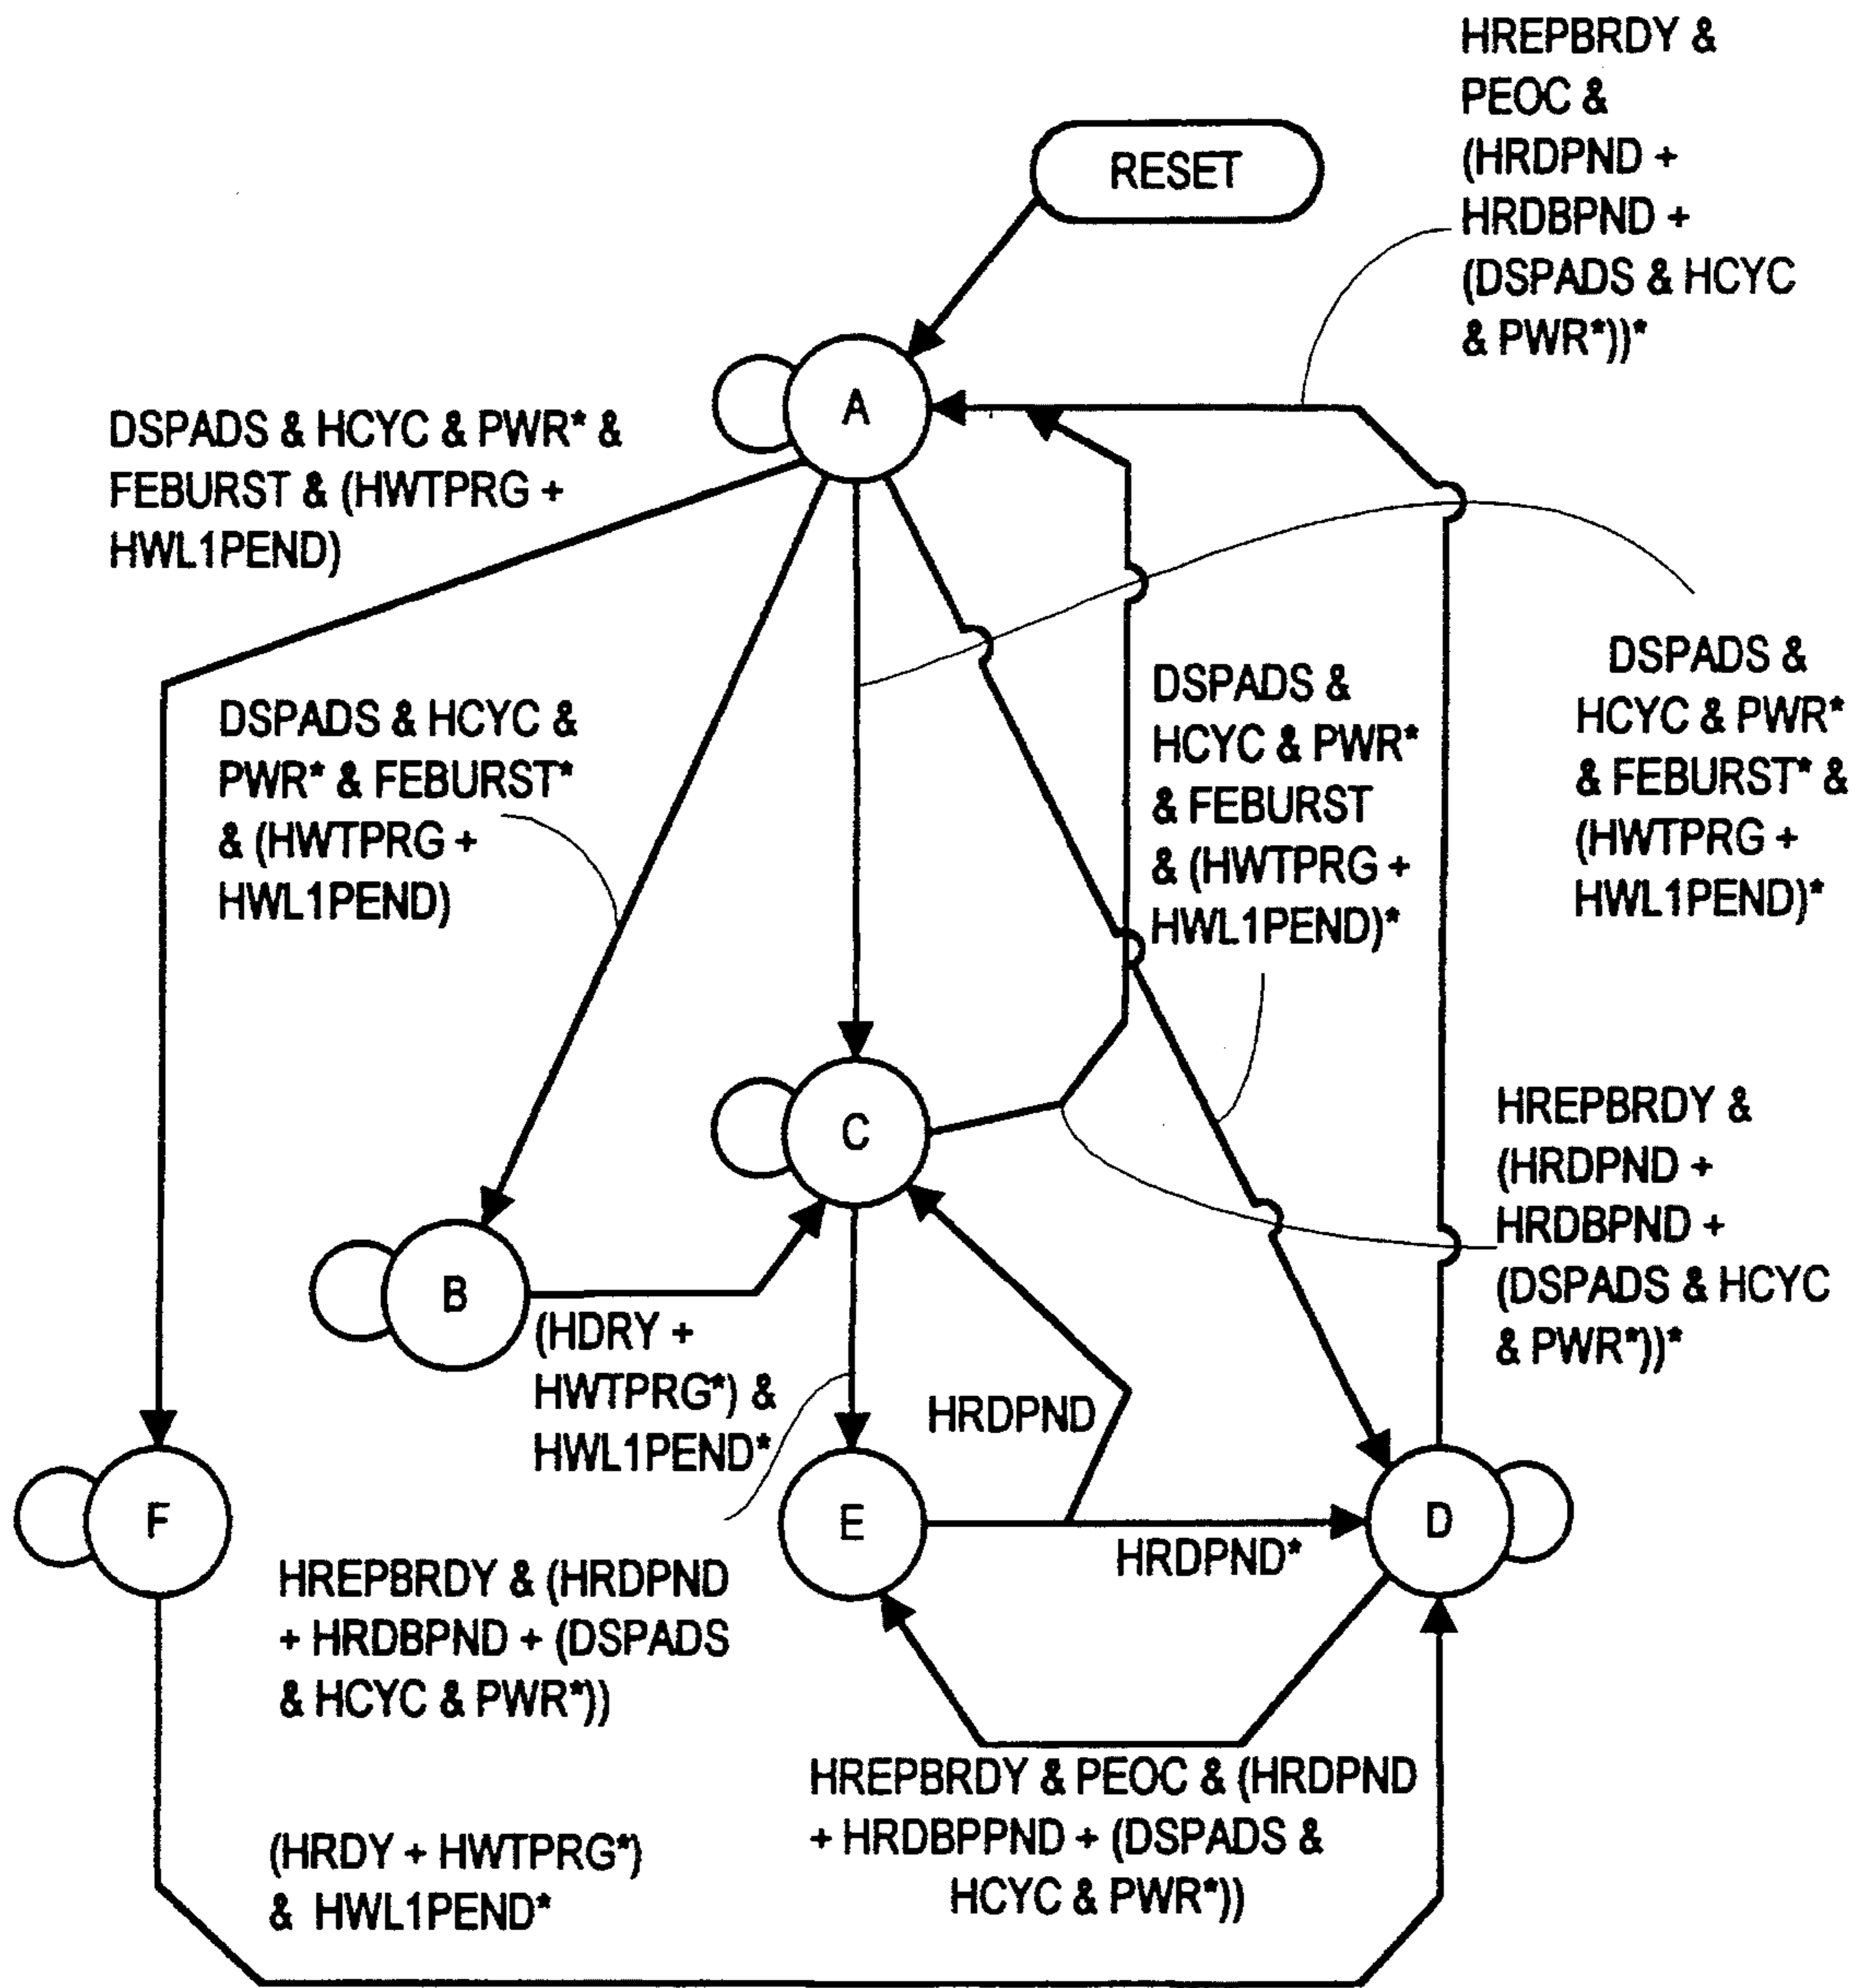 HREPBRDY &
PEOC &
(HRDPND +
HRDBPND +
(DSPADS & HCYC
& PWR*))*
RESET
A
DSPADS & HCYC & PWR* &
FEBURST & (HWTPRG +
HWL1PEND)
DSPADS & HCYC &
PWR* & FEBURST*
& (HWTPRG +
HWL1PEND)
DSPADS &
HCYC & PWR*
& FEBURST
& (HWTPRG +
HWL1PEND)*
DSPADS &
HCYC & PWR*
& FEBURST* &
(HWTPRG +
HWL1PEND)*
C
HREPBRDY &
(HRDPND +
HRDBPND +
(DSPADS & HCYC
& PWR*))*
B
(HDRY +
HWTPRG*) &
HWL1PEND*
HRDPND
F
E
D
HRDPND*
HREPBRDY & (HRDPND
+ HRDBPND + (DSPADS
& HCYC & PWR*))
HREPBRDY & PEOC & (HRDPND
+ HRDBPPND + (DSPADS &
HCYC & PWR*))
(HRDY + HWTPRG*)
& HWL1PEND*